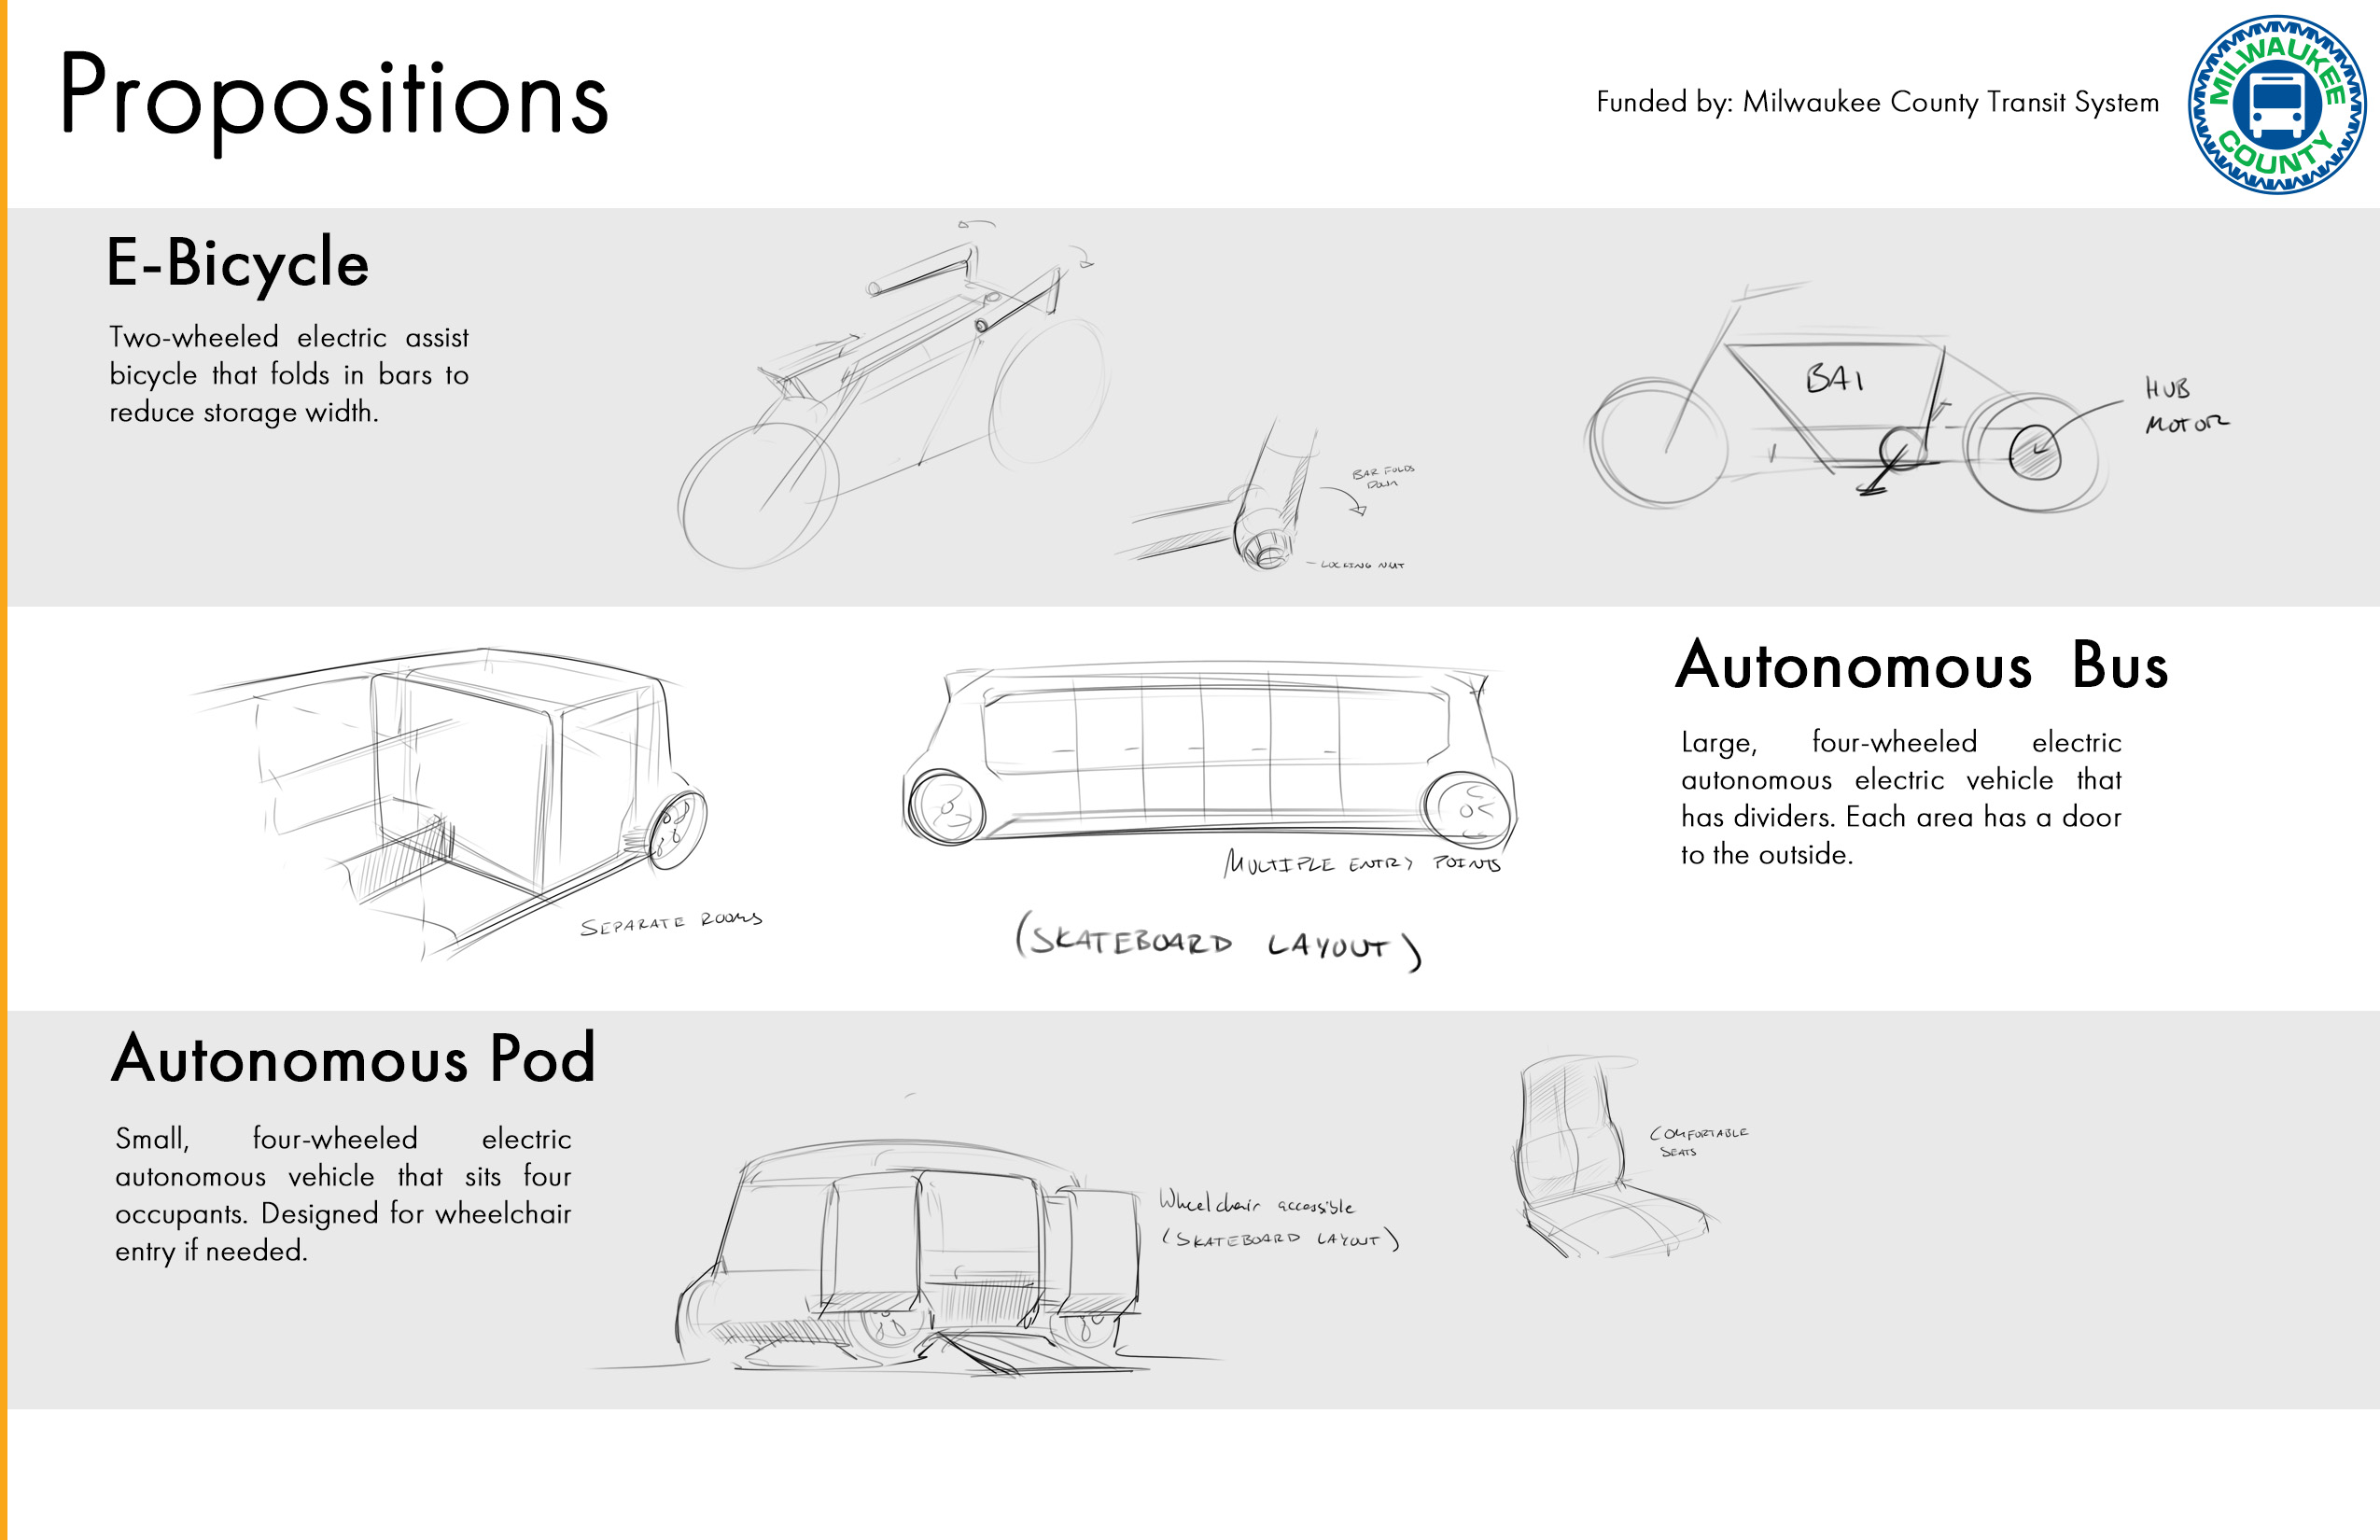 Propositions
Funded by: Milwaukee County Transit System
MILWAUKEE
COUNTY
E-Bicycle
Two-wheeled electric assist
bicycle that folds in bars to
reduce storage width.
BAR FOLDS
DOWN
LOCKING NUT
BAT
HUB
MOTOR
SEPARATE ROOMS
MULTIPLE ENTRY POINTS
(SKATEBOARD LAYOUT)
Autonomous Bus
Large, four-wheeled electric
autonomous electric vehicle that
has dividers. Each area has a door
to the outside.
Autonomous Pod
Small, four-wheeled electric
autonomous vehicle that sits four
occupants. Designed for wheelchair
entry if needed.
Wheelchair accessible
(SKATEBOARD LAYOUT)
COMFORTABLE
SEATS